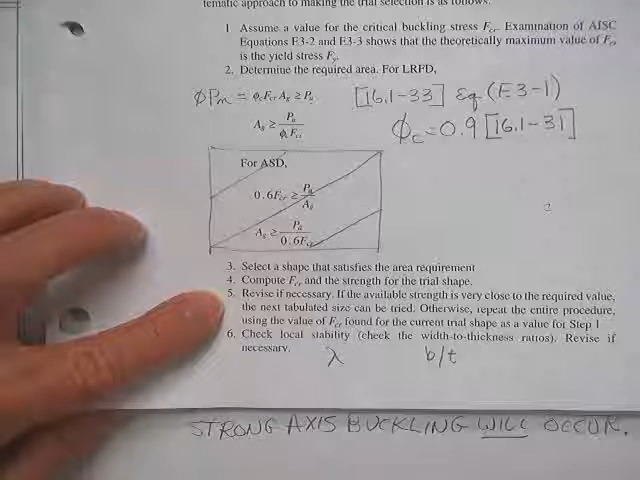 tematic approach to making the trial selection is as follows.
1 Assume a value for the critical buckling stress Fcr. Examination of AISC
Equations E3-2 and E3-3 shows that the theoretically maximum value of Fcr
is the yield stress Fy.
2. Determine the required area. For LRFD,
ϕPn = ϕcFcrAg ≥ Pu [16.1-33] Eq (E3-1)
Ag ≥ Pu / ϕcFcr
ϕc = 0.9 [16.1-31]
For ASD,
0.6Fcr ≥ Pa / Ag
Ag ≥ Pa / 0.6Fcr
3. Select a shape that satisfies the area requirement
4. Compute Fcr and the strength for the trial shape.
5. Revise if necessary. If the available strength is very close to the required value,
the next tabulated size can be tried. Otherwise, repeat the entire procedure,
using the value of Fcr found for the current trial shape as a value for Step 1
6. Check local stability (check the width-to-thickness ratios). Revise if
necessary.
λ b/t
STRONG AXIS BUCKLING WILL OCCUR.